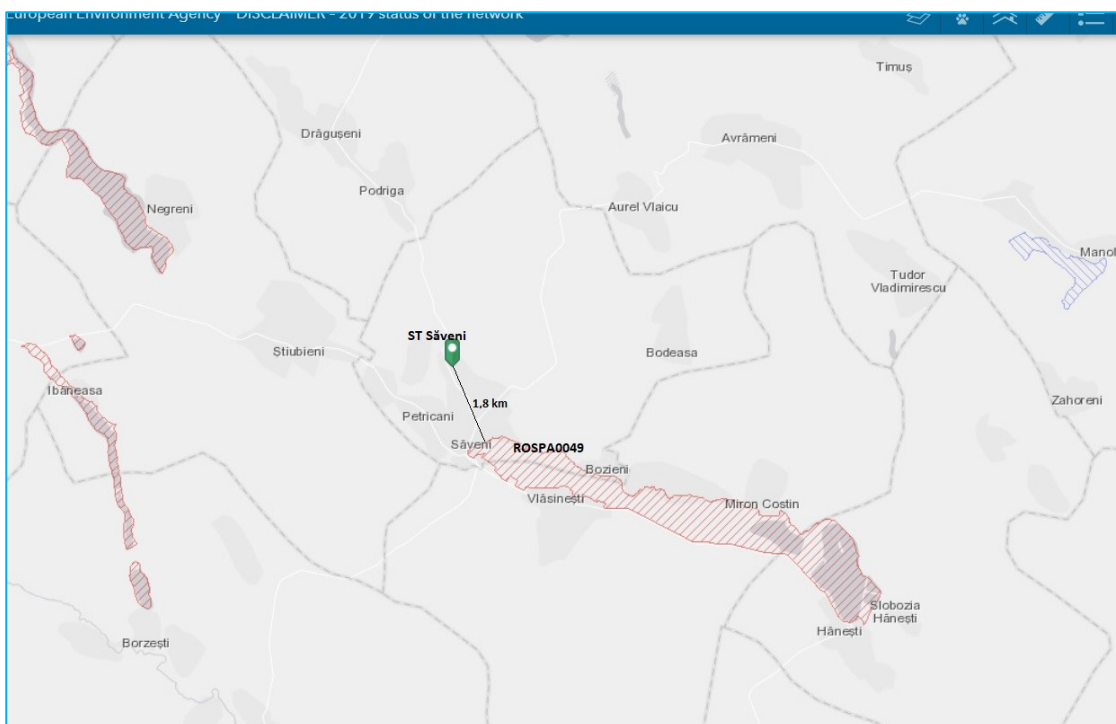 European Environment Agency - DISCLAIMER - 2019 status of the network
Timuș
Drăgușeni
Avrămeni
Podriga
Negreni
Aurel Vlaicu
Tudor
Vladimirescu
ST Săveni
Știubieni
Bodeasa
Ibăneasa
1,8 km
Zahoreni
Petricani
Săveni
ROSPA0049
Bozieni
Vlăsinești
Miron Costin
Slobozia
Hănești
Hănești
Borzești